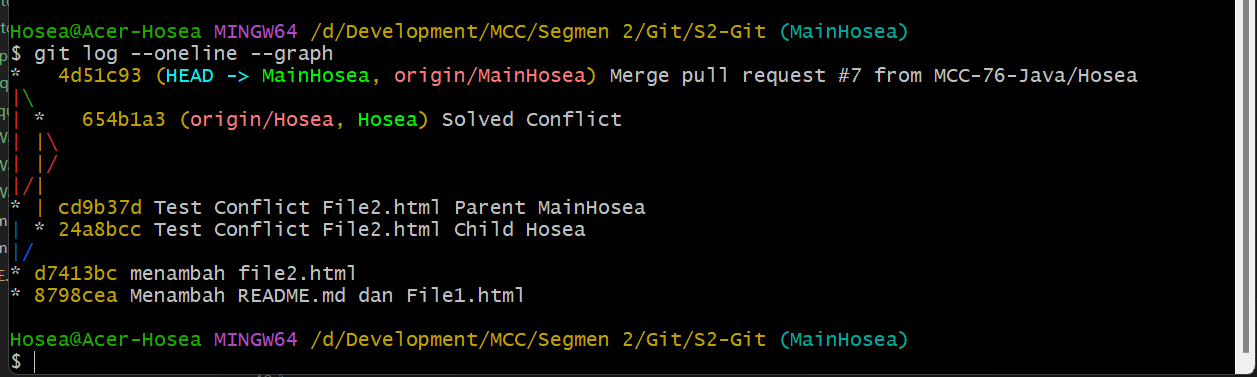 Hosea@Acer-Hosea MINGW64 /d/Development/MCC/Segmen 2/Git/S2-Git (MainHosea)
$ git log --oneline --graph
*   4d51c93 (HEAD -> MainHosea, origin/MainHosea) Merge pull request #7 from MCC-76-Java/Hosea
|\
| *   654b1a3 (origin/Hosea, Hosea) Solved Conflict
| |\
| |/
|/|
* | cd9b37d Test Conflict File2.html Parent MainHosea
| * 24a8bcc Test Conflict File2.html Child Hosea
|/
* d7413bc menambah file2.html
* 8798cea Menambah README.md dan File1.html
Hosea@Acer-Hosea MINGW64 /d/Development/MCC/Segmen 2/Git/S2-Git (MainHosea)
$